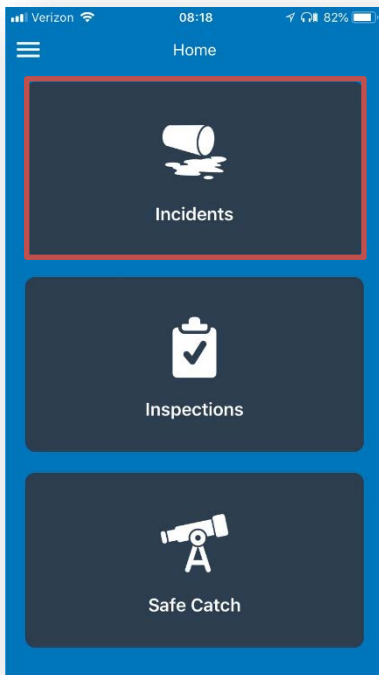 Verizon 08:18 82%
Home
Incidents
Inspections
Safe Catch